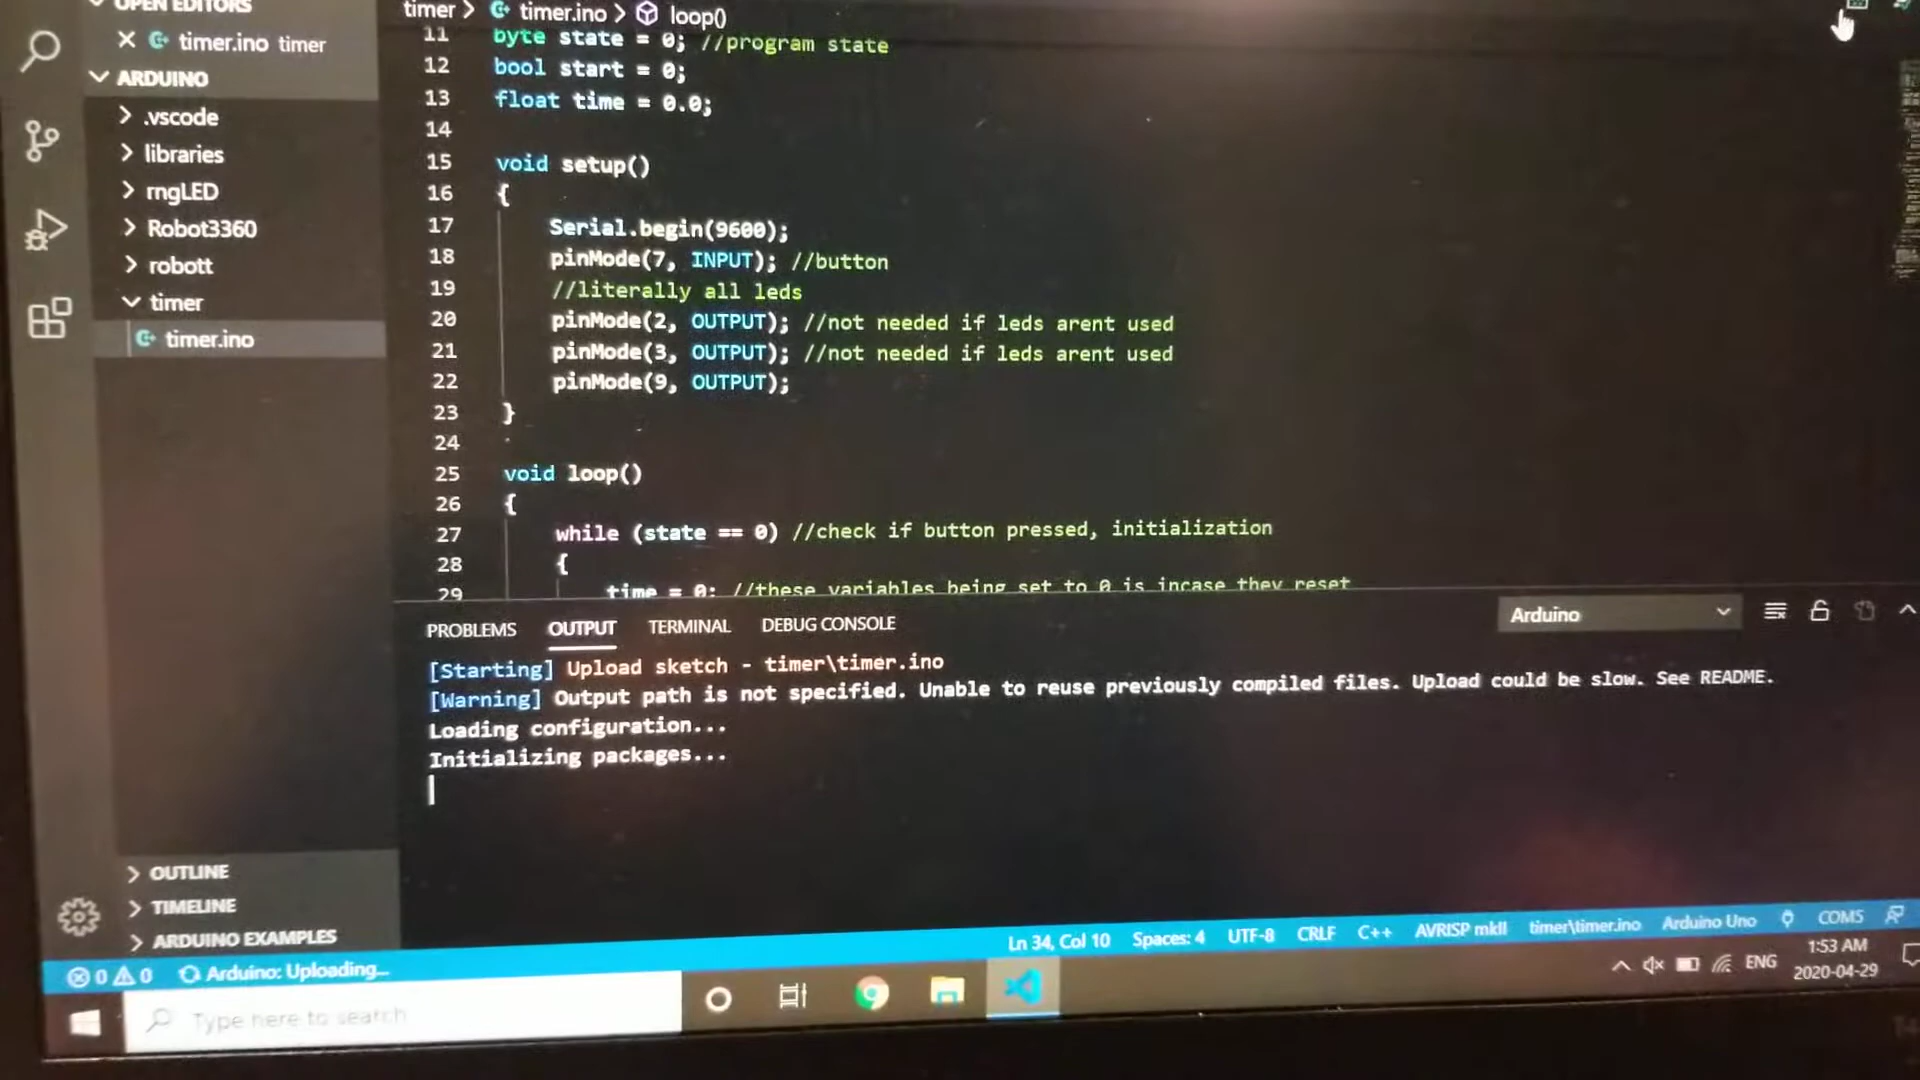 OPEN EDITORS
timer.ino timer
ARDUINO
.vscode
libraries
rngLED
Robot3360
robott
timer
timer.ino
OUTLINE
TIMELINE
ARDUINO EXAMPLES
timer > timer.ino > loop()
11 byte state = 0; //program state
12 bool start = 0;
13 float time = 0.0;
14
15 void setup()
16 {
17 Serial.begin(9600);
18 pinMode(7, INPUT); //button
19 //literally all leds
20 pinMode(2, OUTPUT); //not needed if leds arent used
21 pinMode(3, OUTPUT); //not needed if leds arent used
22 pinMode(9, OUTPUT);
23 }
24
25 void loop()
26 {
27 while (state == 0) //check if button pressed, initialization
28 {
29 time = 0; //these variables being set to 0 is incase they reset
PROBLEMS OUTPUT TERMINAL DEBUG CONSOLE Arduino
[Starting] Upload sketch - timer\timer.ino
[Warning] Output path is not specified. Unable to reuse previously compiled files. Upload could be slow. See README.
Loading configuration...
Initializing packages...
0 0 Arduino: Uploading... Ln 34, Col 10 Spaces: 4 UTF-8 CRLF C++ AVRISP mkII timer\timer.ino Arduino Uno
Type here to search ENG 1:53 AM
2020-04-29